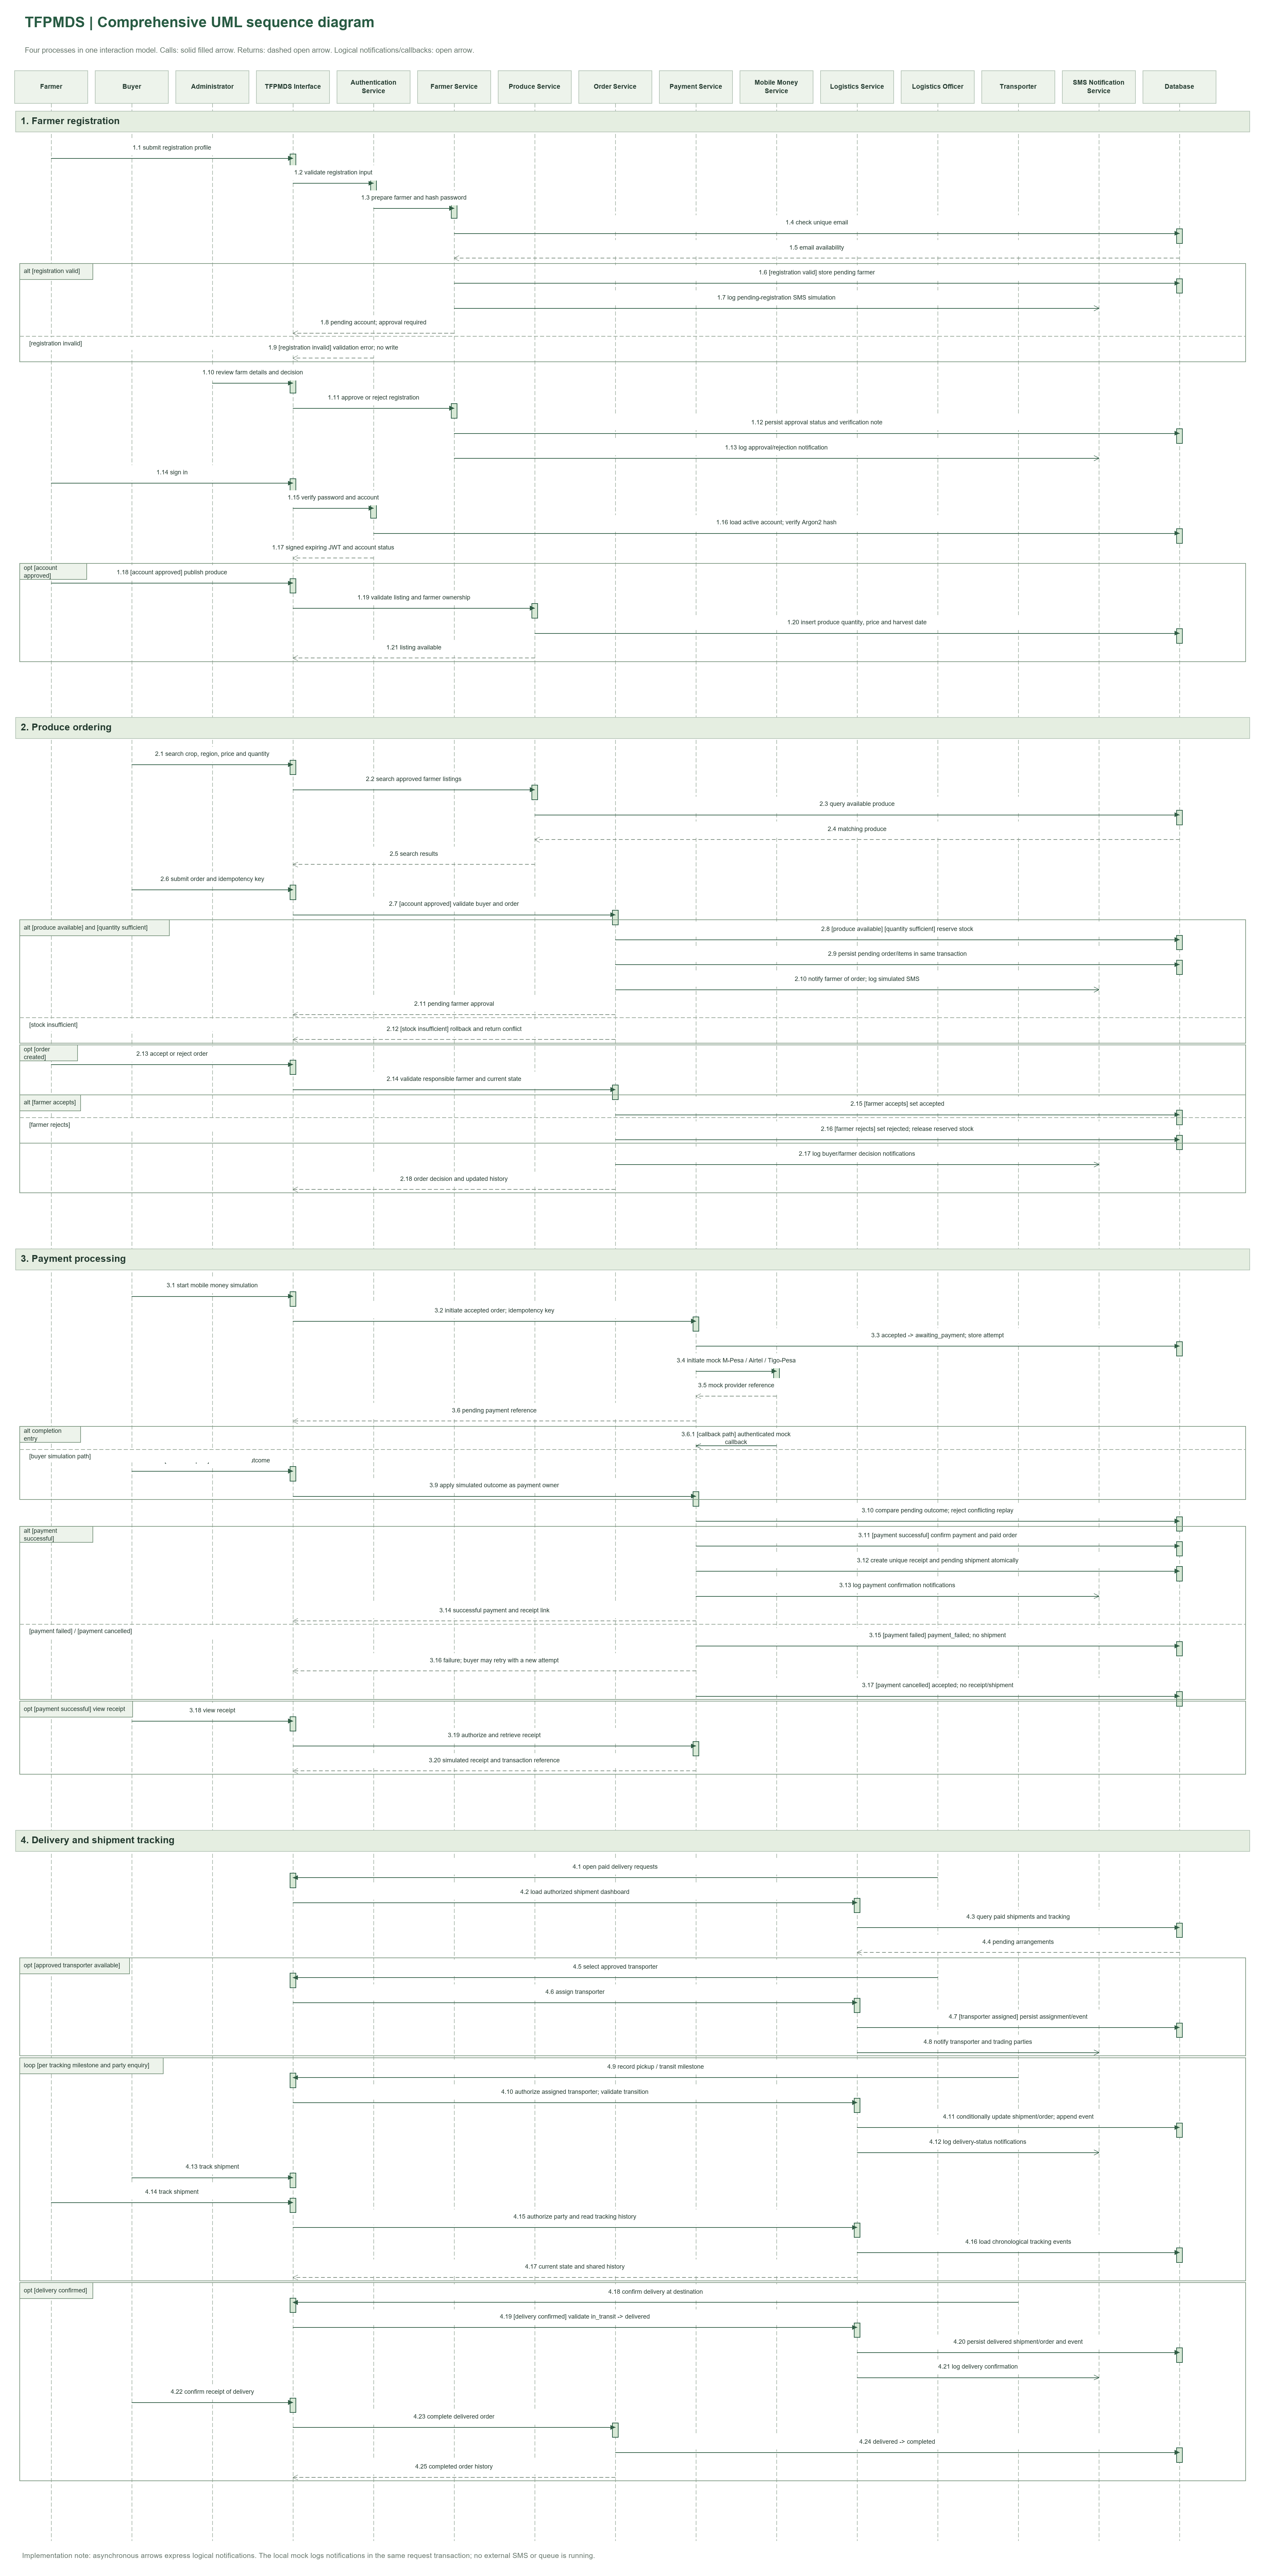 TFPMDS | Comprehensive UML sequence diagram
Four processes in one interaction model. Calls: solid filled arrow. Returns: dashed open arrow. Logical notifications/callbacks: open arrow.
Farmer
Buyer
Administrator
TFPMDS Interface
Authentication
Service
Farmer Service
Produce Service
Order Service
Payment Service
Mobile Money
Service
Logistics Service
Logistics Officer
Transporter
SMS Notification
Service
Database
1. Farmer registration
1.1 submit registration profile
1.2 validate registration input
1.3 prepare farmer and hash password
1.4 check unique email
1.5 email availability
alt [registration valid]
1.6 [registration valid] store pending farmer
1.7 log pending-registration SMS simulation
1.8 pending account; approval required
[registration invalid]
1.9 [registration invalid] validation error; no write
1.10 review farm details and decision
1.11 approve or reject registration
1.12 persist approval status and verification note
1.13 log approval/rejection notification
1.14 sign in
1.15 verify password and account
1.16 load active account; verify Argon2 hash
1.17 signed expiring JWT and account status
opt [account
approved]
1.18 [account approved] publish produce
1.19 validate listing and farmer ownership
1.20 insert produce quantity, price and harvest date
1.21 listing available
2. Produce ordering
2.1 search crop, region, price and quantity
2.2 search approved farmer listings
2.3 query available produce
2.4 matching produce
2.5 search results
2.6 submit order and idempotency key
2.7 [account approved] validate buyer and order
alt [produce available] and [quantity sufficient]
2.8 [produce available] [quantity sufficient] reserve stock
2.9 persist pending order/items in same transaction
2.10 notify farmer of order; log simulated SMS
2.11 pending farmer approval
[stock insufficient]
2.12 [stock insufficient] rollback and return conflict
opt [order
created]
2.13 accept or reject order
2.14 validate responsible farmer and current state
alt [farmer accepts]
2.15 [farmer accepts] set accepted
[farmer rejects]
2.16 [farmer rejects] set rejected; release reserved stock
2.17 log buyer/farmer decision notifications
2.18 order decision and updated history
3. Payment processing
3.1 start mobile money simulation
3.2 initiate accepted order; idempotency key
3.3 accepted -> awaiting_payment; store attempt
3.4 initiate mock M-Pesa / Airtel / Tigo-Pesa
3.5 mock provider reference
3.6 pending payment reference
alt completion
entry
3.6.1 [callback path] authenticated mock
callback
[buyer simulation path]
3.9 apply simulated outcome as payment owner
3.10 compare pending outcome; reject conflicting replay
alt [payment
successful]
3.11 [payment successful] confirm payment and paid order
3.12 create unique receipt and pending shipment atomically
3.13 log payment confirmation notifications
3.14 successful payment and receipt link
[payment failed] / [payment cancelled]
3.15 [payment failed] payment_failed; no shipment
3.16 failure; buyer may retry with a new attempt
3.17 [payment cancelled] accepted; no receipt/shipment
opt [payment successful] view receipt
3.18 view receipt
3.19 authorize and retrieve receipt
3.20 simulated receipt and transaction reference
4. Delivery and shipment tracking
4.1 open paid delivery requests
4.2 load authorized shipment dashboard
4.3 query paid shipments and tracking
4.4 pending arrangements
opt [approved transporter available]
4.5 select approved transporter
4.6 assign transporter
4.7 [transporter assigned] persist assignment/event
4.8 notify transporter and trading parties
loop [per tracking milestone and party enquiry]
4.9 record pickup / transit milestone
4.10 authorize assigned transporter; validate transition
4.11 conditionally update shipment/order; append event
4.12 log delivery-status notifications
4.13 track shipment
4.14 track shipment
4.15 authorize party and read tracking history
4.16 load chronological tracking events
4.17 current state and shared history
opt [delivery confirmed]
4.18 confirm delivery at destination
4.19 [delivery confirmed] validate in_transit -> delivered
4.20 persist delivered shipment/order and event
4.21 log delivery confirmation
4.22 confirm receipt of delivery
4.23 complete delivered order
4.24 delivered -> completed
4.25 completed order history
Implementation note: asynchronous arrows express logical notifications. The local mock logs notifications in the same request transaction; no external SMS or queue is running.